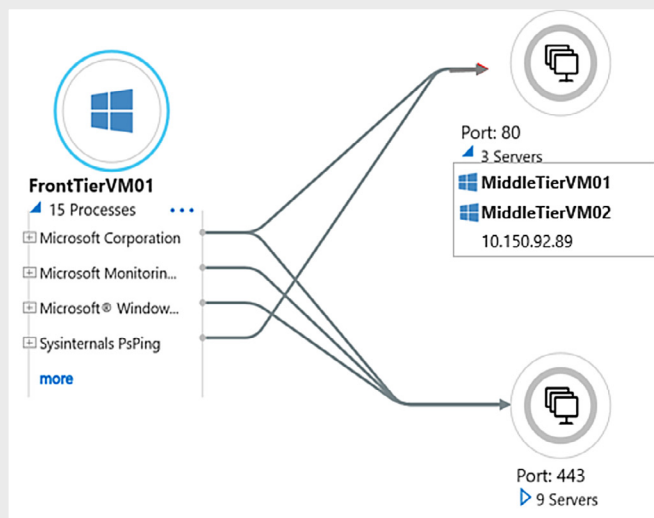 FrontTierVM01
15 Processes
Microsoft Corporation
Microsoft Monitorin...
Microsoft® Window...
Sysinternals PsPing
more
Port: 80
3 Servers
MiddleTierVM01
MiddleTierVM02
10.150.92.89
Port: 443
9 Servers